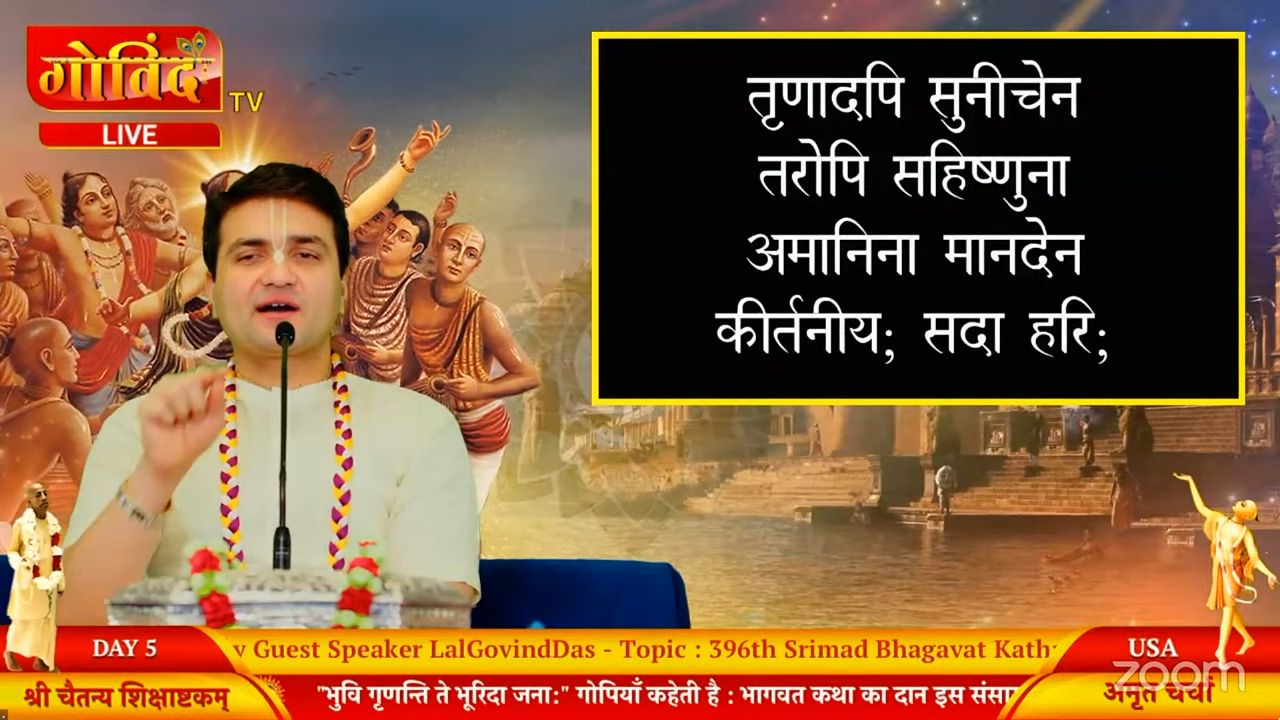 गोविंद
TV
LIVE
तृणादपि सुनीचेन
तरोपि सहिष्णुना
अमानिना मानदेन
कीर्तनीय; सदा हरि;
DAY 5
Guest Speaker LalGovindDas - Topic : 396th Srimad Bhagavat Kath
USA
zoom
श्री चैतन्य शिक्षाष्टकम्
"भुवि गृणन्ति ते भूरिदा जनाः" गोपियाँ कहेती है : भागवत कथा का दान इस
अमृत चर्चा